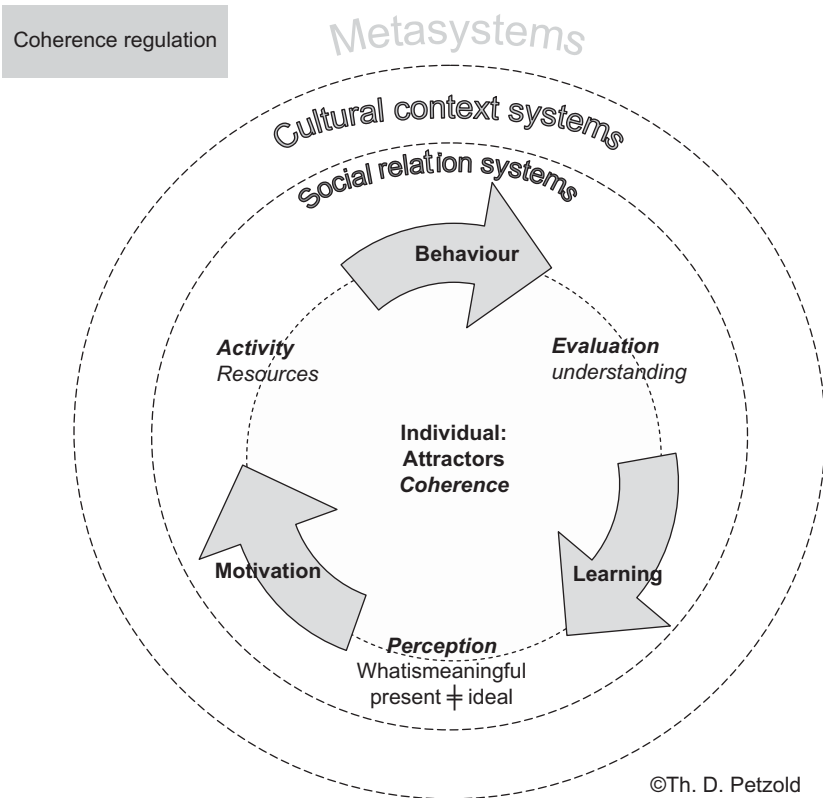 Coherence regulation
Metasystems
Cultural context systems
Social relation systems
Behaviour
Activity
Resources
Evaluation
understanding
Individual:
Attractors
Coherence
Motivation
Learning
Perception
Whatismeaningful
present ≠ ideal
©Th. D. Petzold